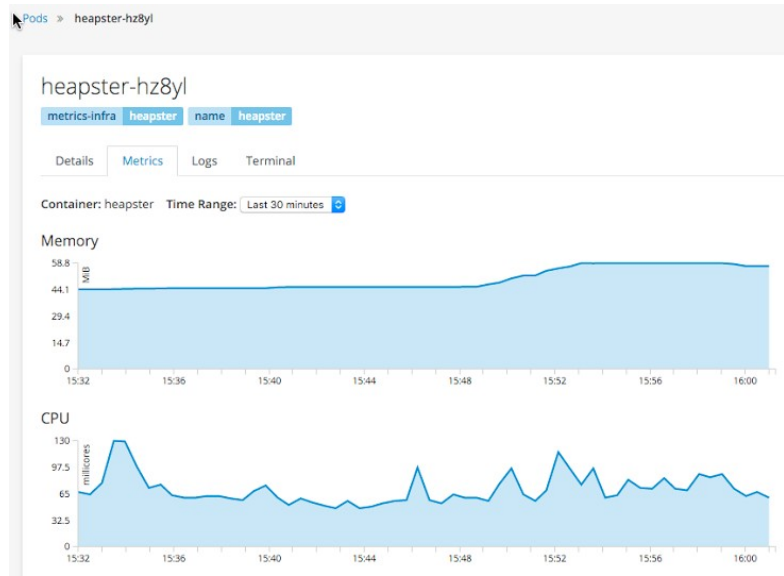 Pods » heapster-hz8yl
heapster-hz8yl
metrics-infra heapster name heapster
Details Metrics Logs Terminal
Container: heapster Time Range: Last 30 minutes
Memory
58.8
MiB
44.1
29.4
14.7
0
15:32 15:36 15:40 15:44 15:48 15:52 15:56 16:00
CPU
130
millicores
97.5
65
32.5
0
15:32 15:36 15:40 15:44 15:48 15:52 15:56 16:00